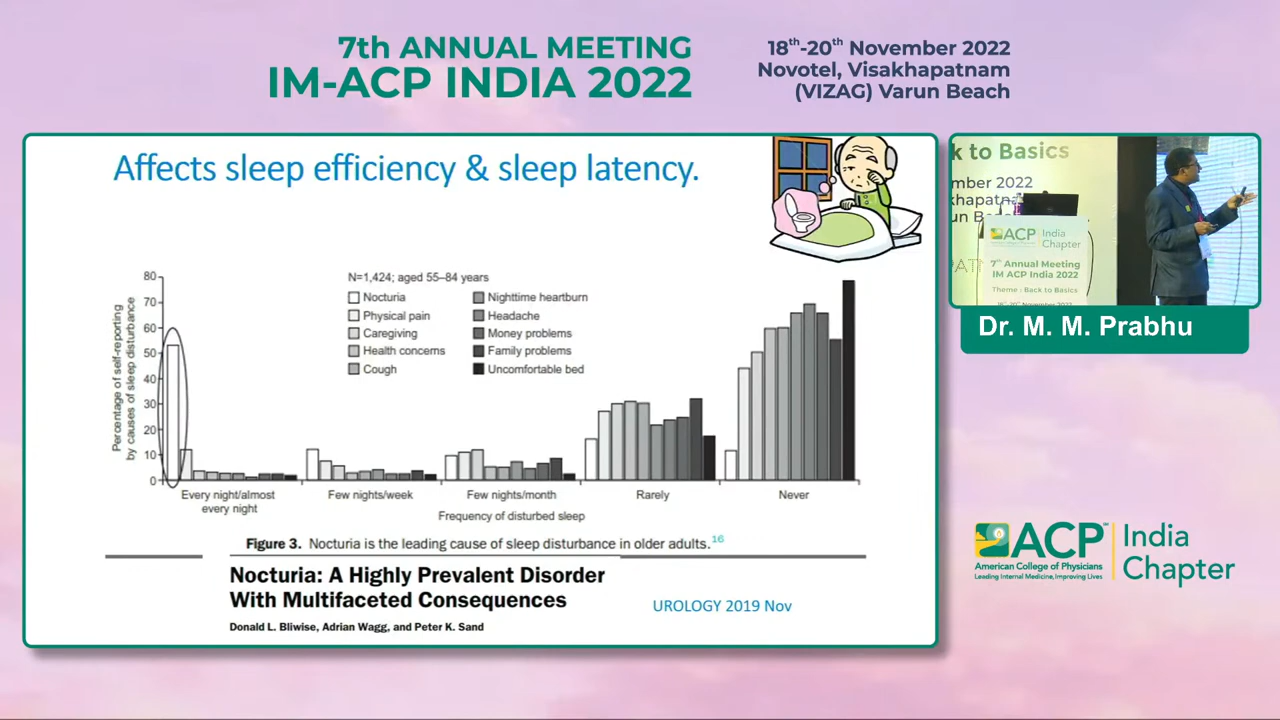 7th ANNUAL MEETING
IM-ACP INDIA 2022
18th-20th November 2022
Novotel, Visakhapatnam
(VIZAG) Varun Beach
Affects sleep efficiency & sleep latency.
N=1,424; aged 55–84 years
Nocturia
Physical pain
Caregiving
Health concerns
Cough
Nighttime heartburn
Headache
Money problems
Family problems
Uncomfortable bed
Percentage of self-reporting
by causes of sleep disturbance
80
70
60
50
40
30
20
10
0
Every night/almost
every night
Few nights/week
Few nights/month
Rarely
Never
Frequency of disturbed sleep
Figure 3. Nocturia is the leading cause of sleep disturbance in older adults.16
Nocturia: A Highly Prevalent Disorder
With Multifaceted Consequences
UROLOGY 2019 Nov
Donald L. Bliwise, Adrian Wagg, and Peter K. Sand
ck to Basics
mber 2022
khapatna
run Be
ACP India
Chapter
7th Annual Meeting
IM ACP India 2022
Theme - Back to Basics
Dr. M. M. Prabhu
ACP
American College of Physicians
Leading Internal Medicine, Improving Lives
India
Chapter